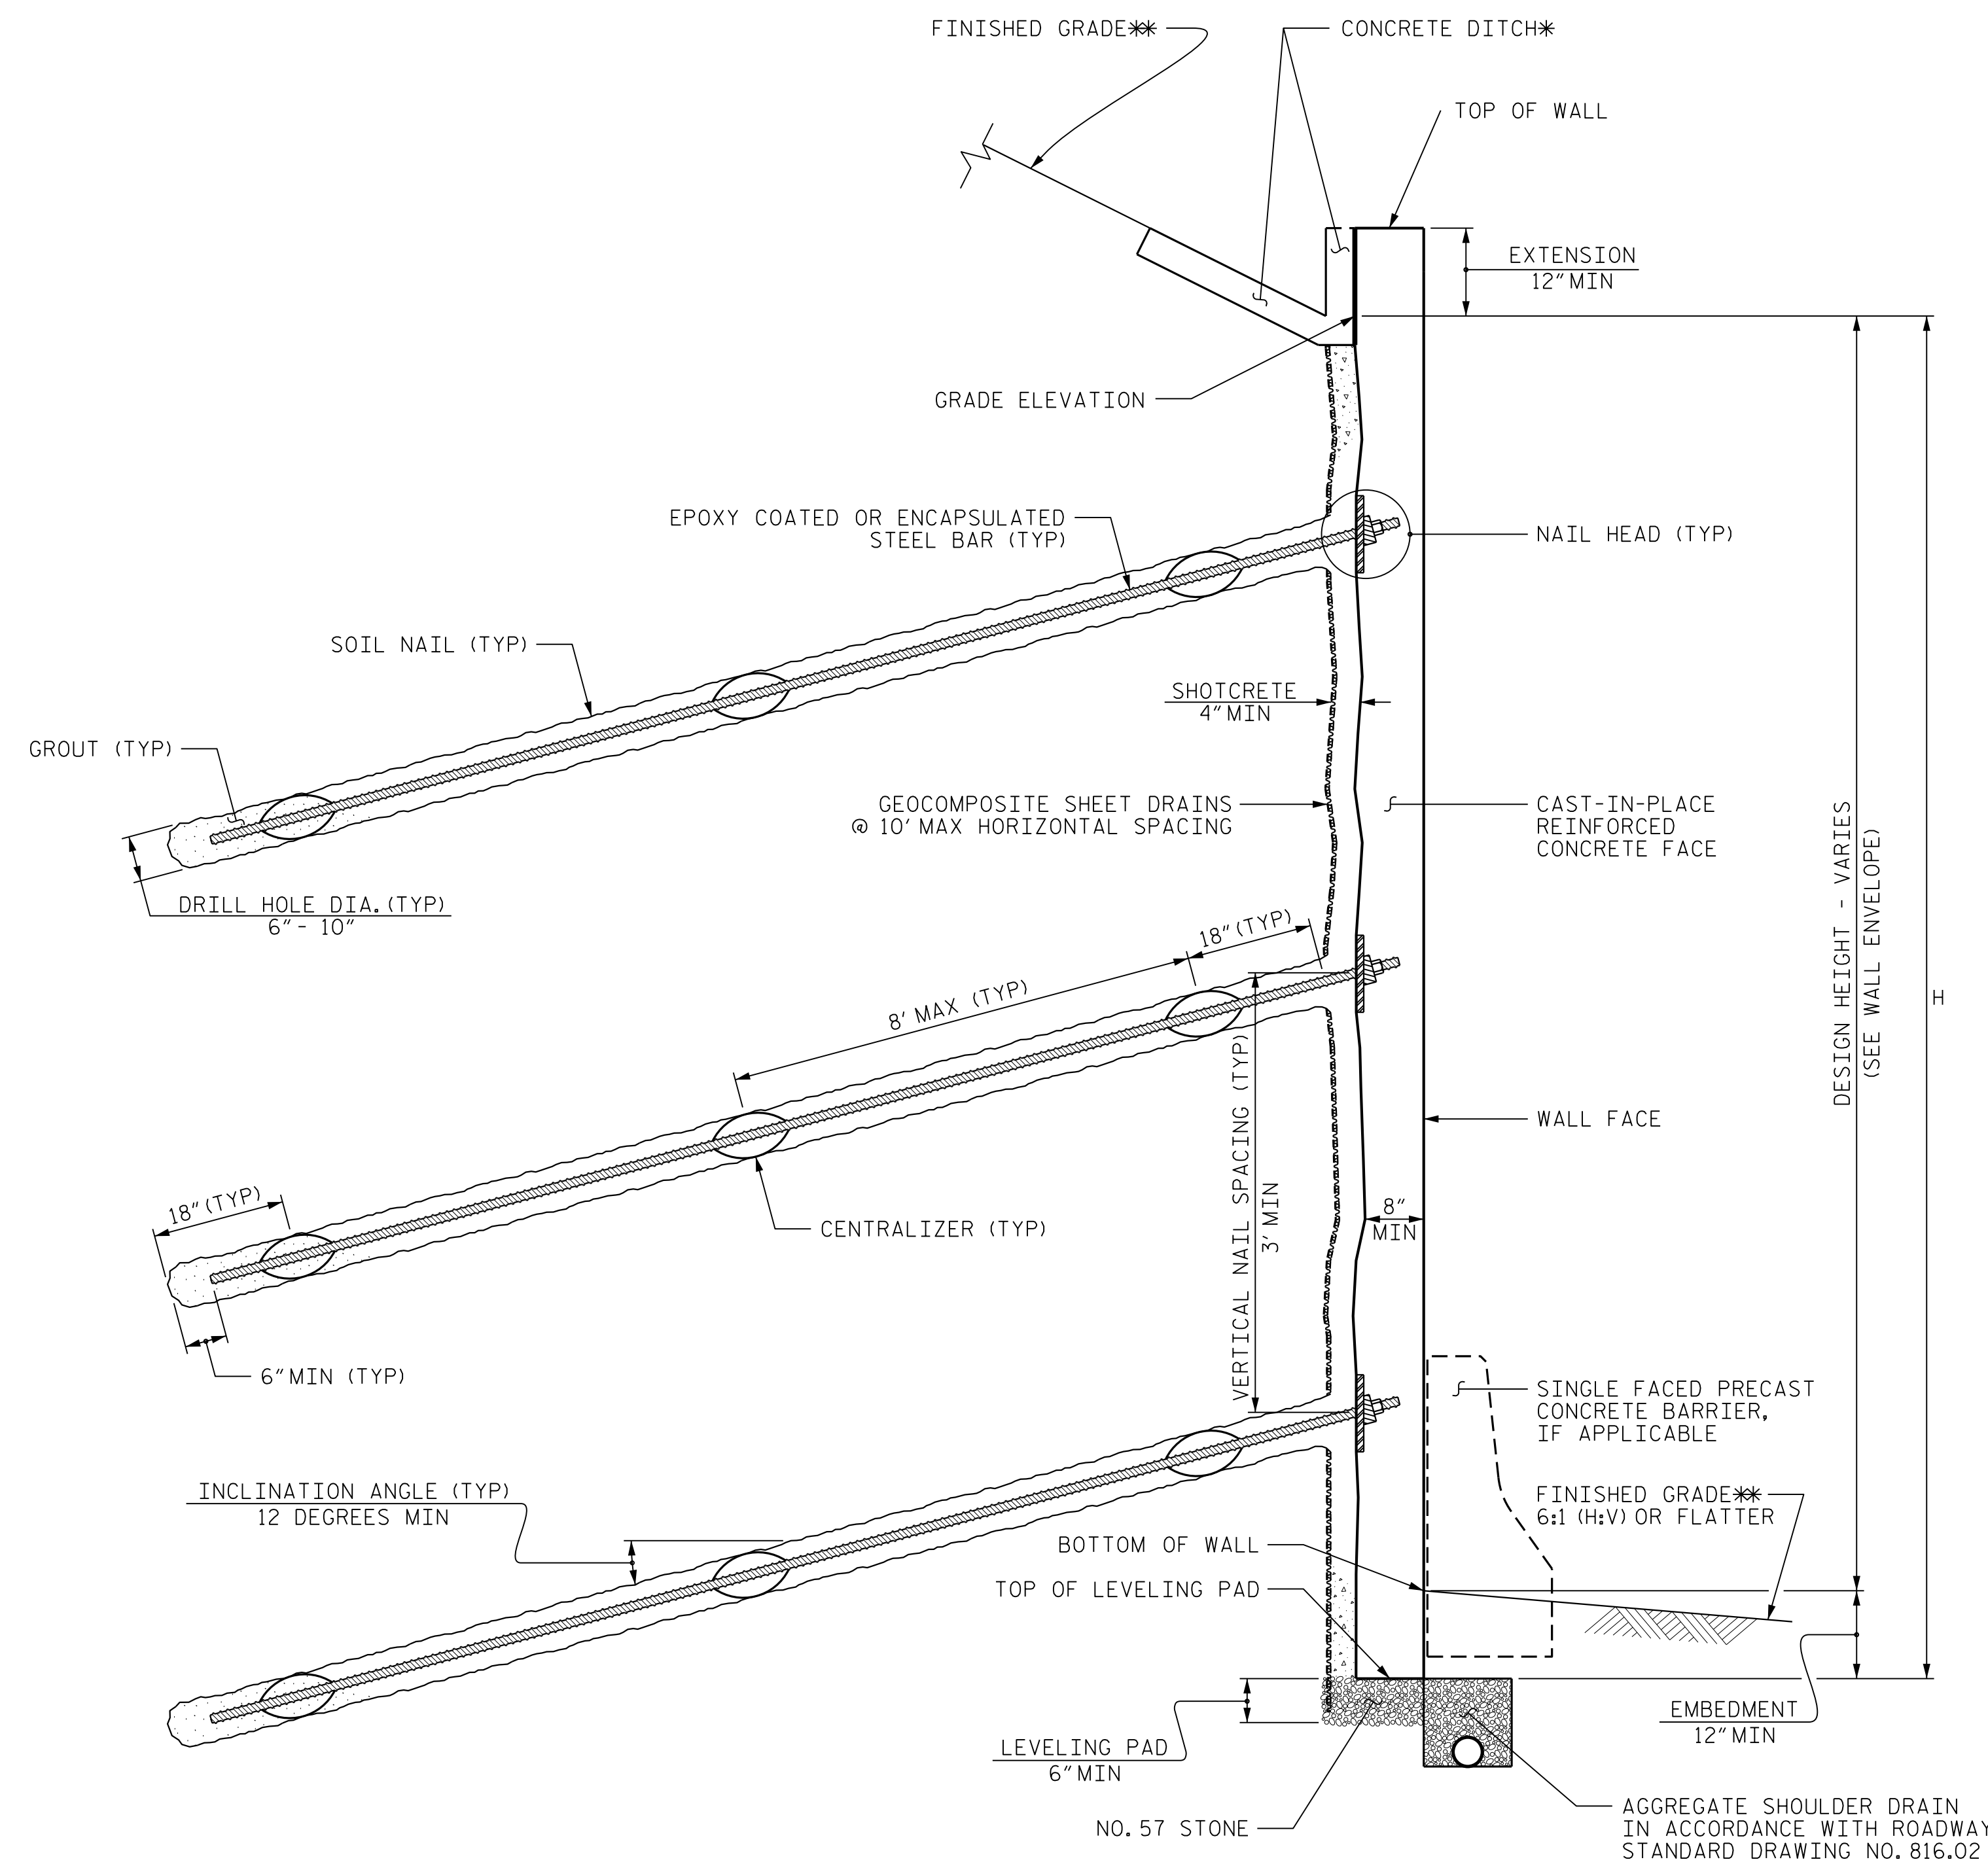 FINISHED GRADE**
CONCRETE DITCH*
TOP OF WALL
EXTENSION
12" MIN
GRADE ELEVATION
EPOXY COATED OR ENCAPSULATED
STEEL BAR (TYP)
NAIL HEAD (TYP)
SOIL NAIL (TYP)
SHOTCRETE
4" MIN
GROUT (TYP)
GEOCOMPOSITE SHEET DRAINS
@ 10' MAX HORIZONTAL SPACING
CAST-IN-PLACE
REINFORCED
CONCRETE FACE
DESIGN HEIGHT - VARIES
(SEE WALL ENVELOPE)
H
DRILL HOLE DIA. (TYP)
6" - 10"
18" (TYP)
8' MAX (TYP)
VERTICAL NAIL SPACING (TYP)
3' MIN
WALL FACE
18" (TYP)
CENTRALIZER (TYP)
8"
MIN
6" MIN (TYP)
SINGLE FACED PRECAST
CONCRETE BARRIER,
IF APPLICABLE
INCLINATION ANGLE (TYP)
12 DEGREES MIN
FINISHED GRADE**
6:1 (H:V) OR FLATTER
BOTTOM OF WALL
TOP OF LEVELING PAD
EMBEDMENT
12" MIN
LEVELING PAD
6" MIN
NO. 57 STONE
AGGREGATE SHOULDER DRAIN
IN ACCORDANCE WITH ROADWAY
STANDARD DRAWING NO. 816.02